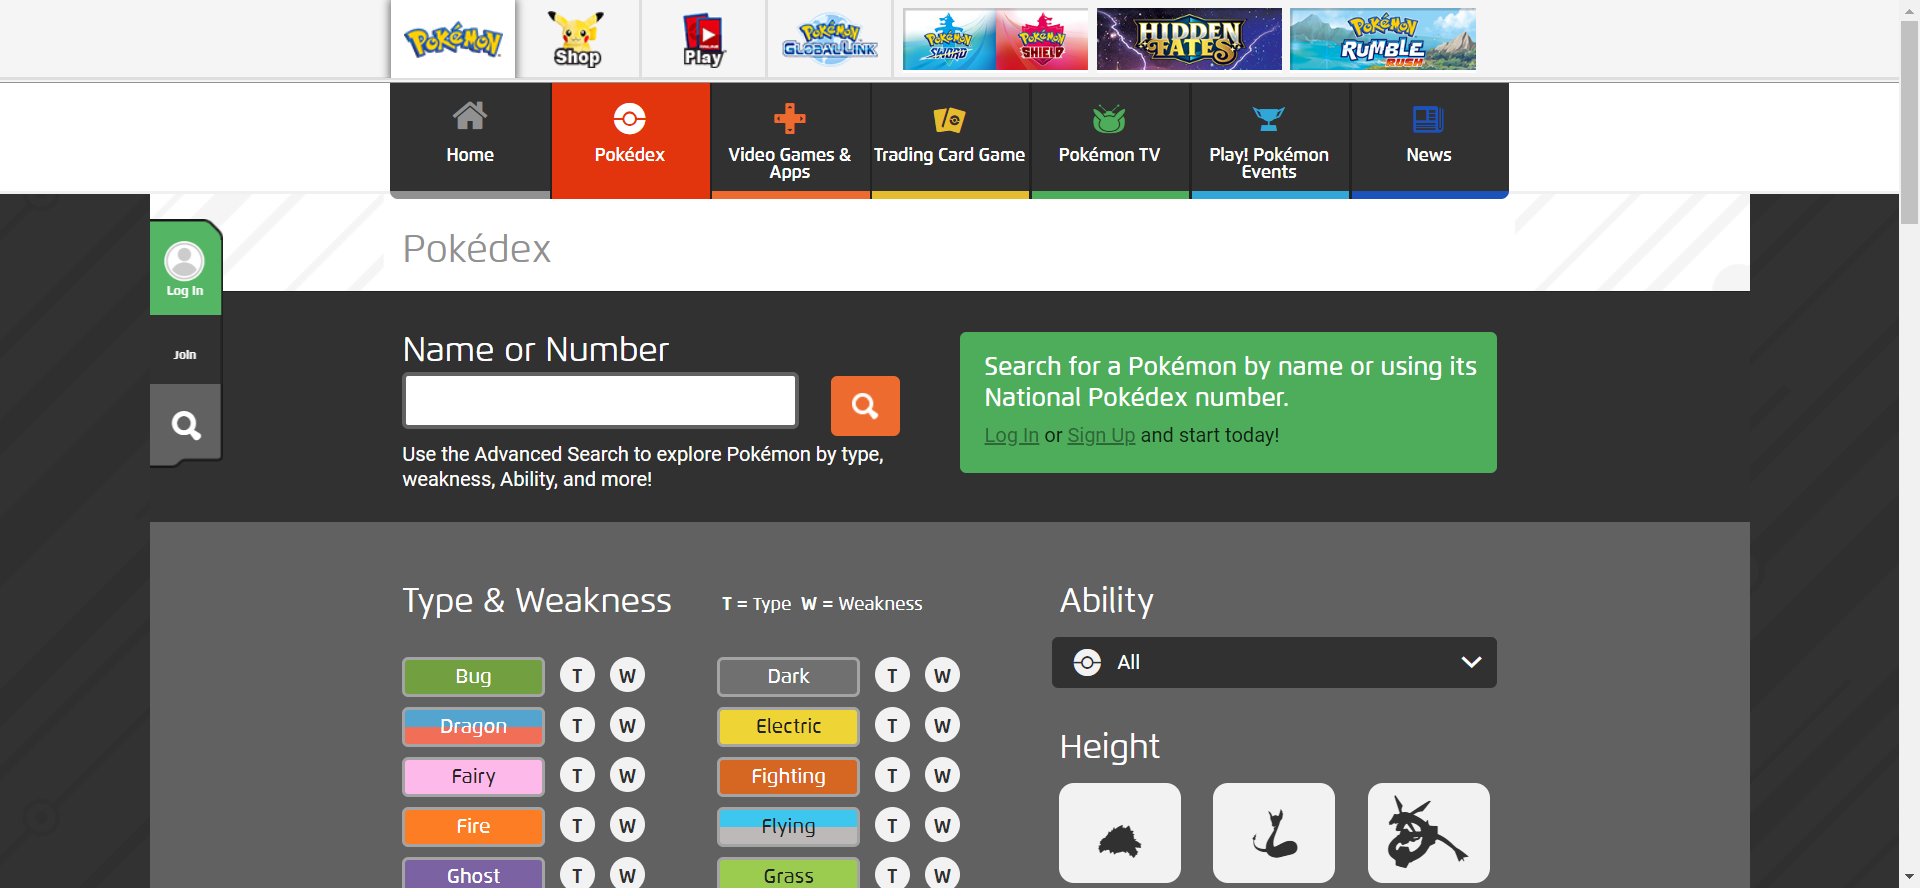 Pokémon
Shop
Play
Pokémon
Global Link
Pokémon
Sword
Pokémon
Shield
Hidden
Fates
Pokémon
Rumble
Rush
Home
Pokédex
Video Games &
Apps
Trading Card Game
Pokémon TV
Play! Pokémon
Events
News
Pokédex
Log In
Join
Name or Number
Use the Advanced Search to explore Pokémon by type,
weakness, Ability, and more!
Search for a Pokémon by name or using its
National Pokédex number.
Log In or Sign Up and start today!
Type & Weakness
T = Type W = Weakness
Bug T W
Dark T W
Dragon T W
Electric T W
Fairy T W
Fighting T W
Fire T W
Flying T W
Ghost T W
Grass T W
Ability
All
Height